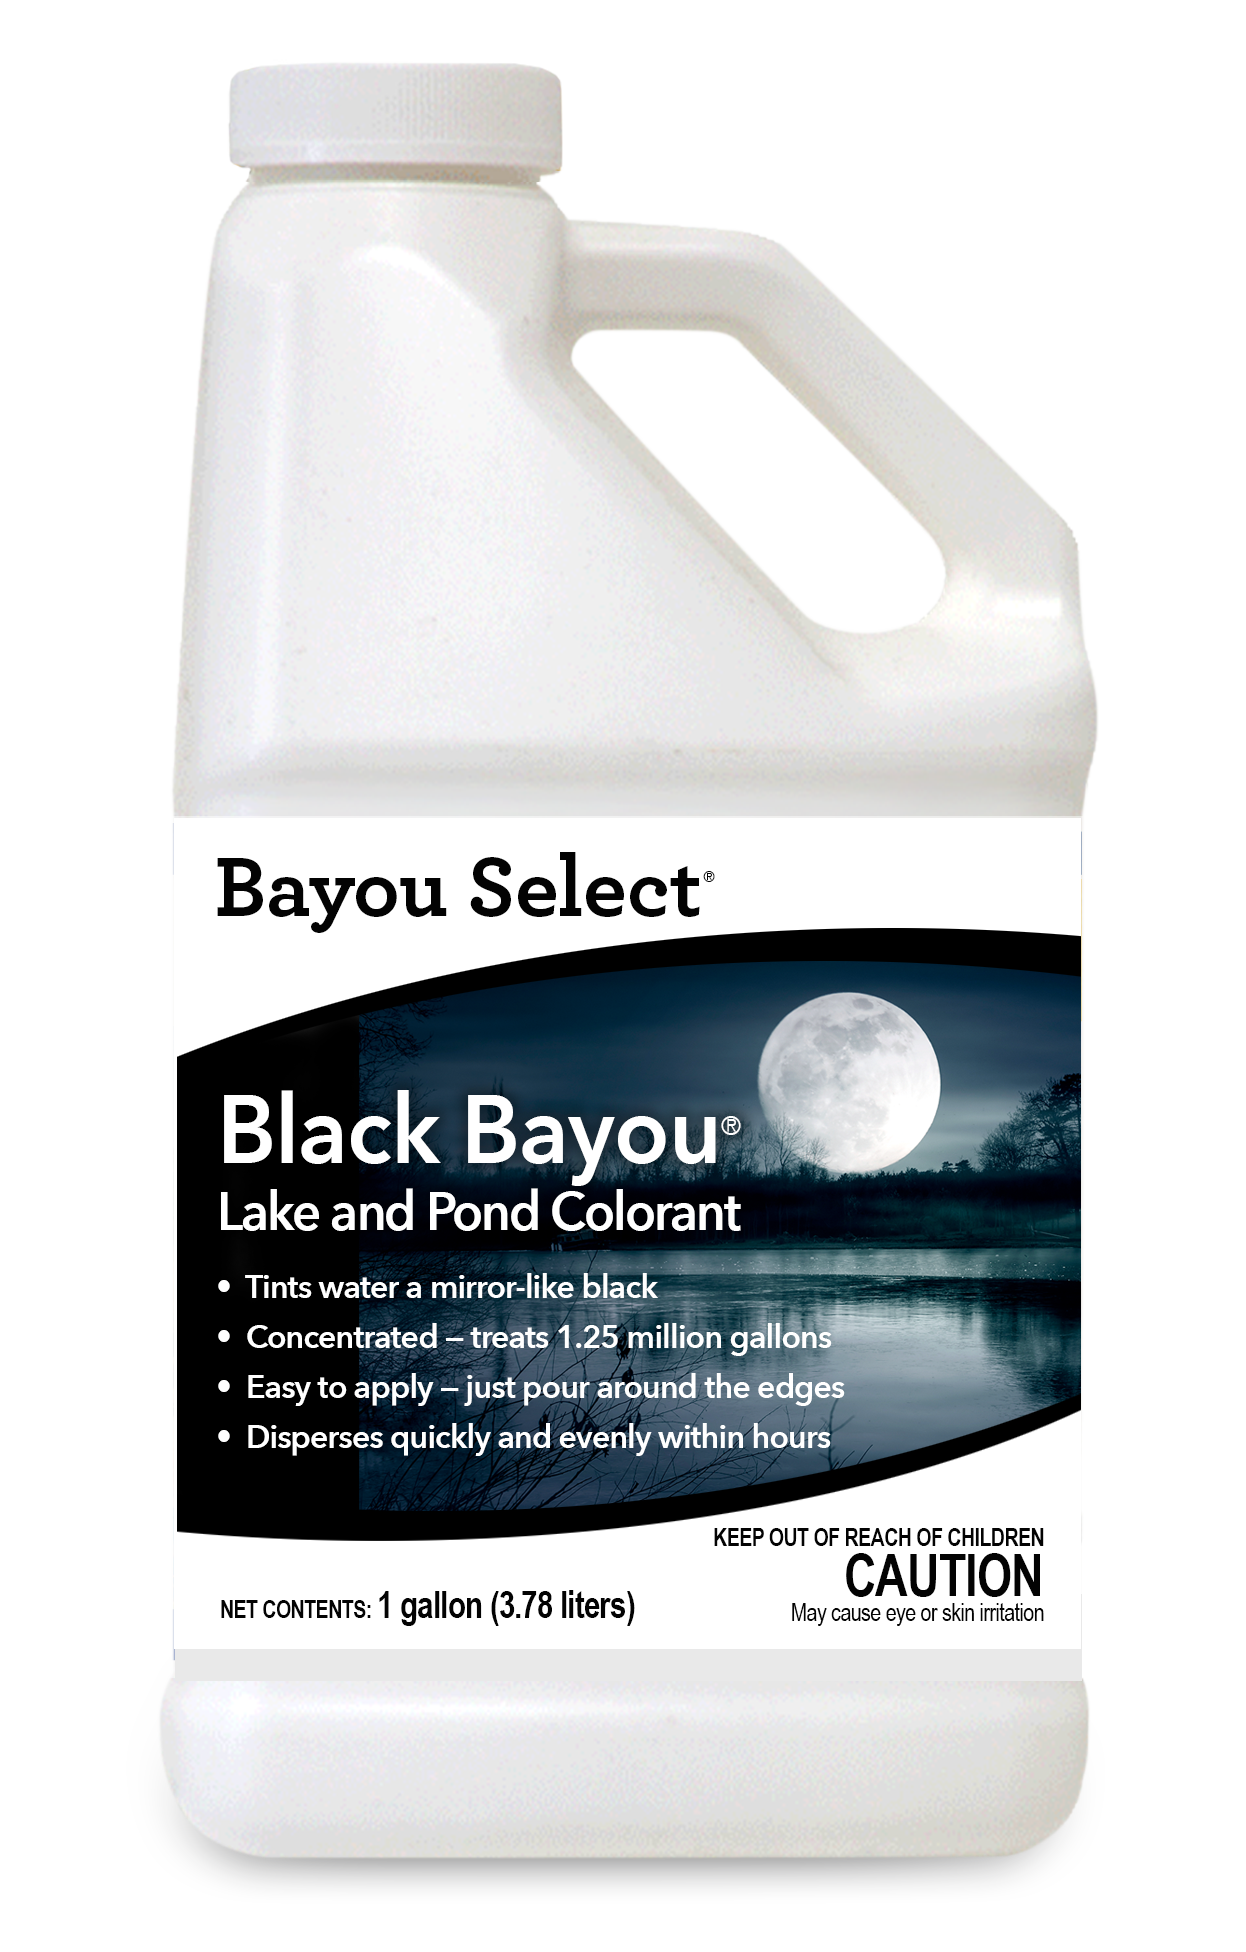 Bayou Select®
Black Bayou®
Lake and Pond Colorant
• Tints water a mirror-like black
• Concentrated – treats 1.25 million gallons
• Easy to apply – just pour around the edges
• Disperses quickly and evenly within hours
KEEP OUT OF REACH OF CHILDREN
CAUTION
May cause eye or skin irritation
NET CONTENTS: 1 gallon (3.78 liters)